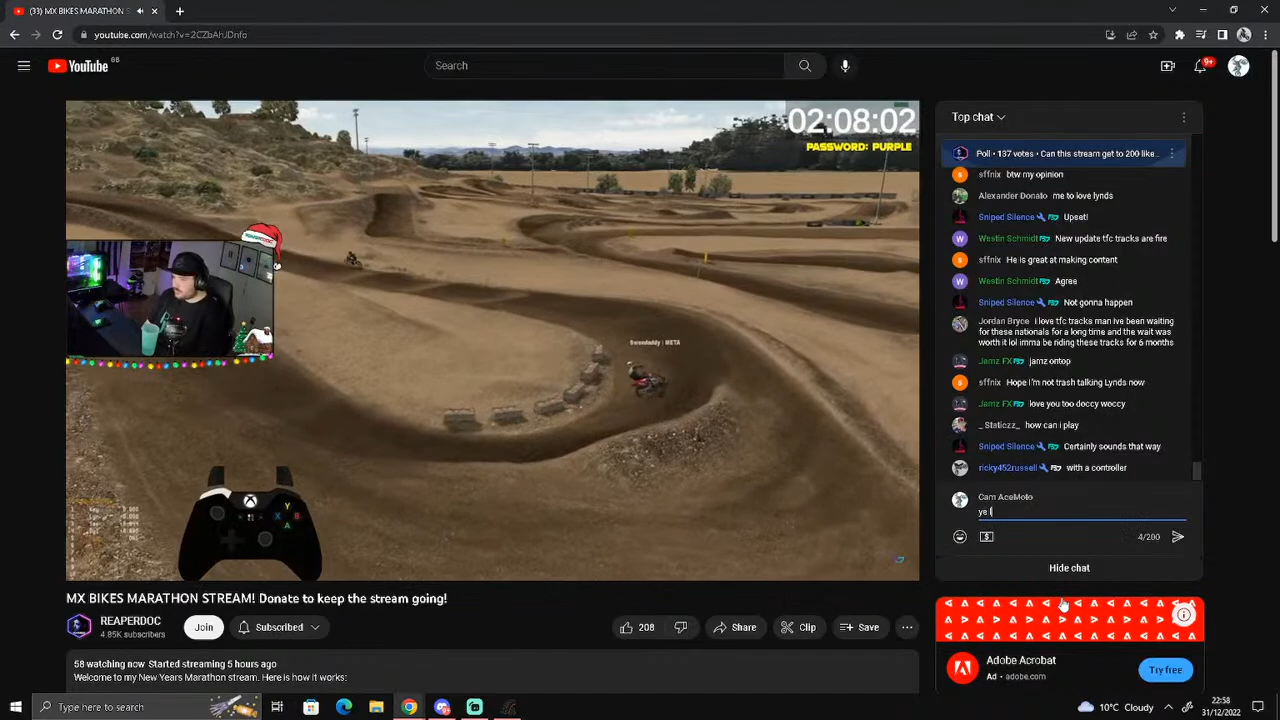 (33) MX BIKES MARATHON S
youtube.com/watch?v=2CZbAhJDnfo
YouTube
GB
Search
9+
02:08:02
PASSWORD: PURPLE
Swendaddy | META
X
Y
B
A
Top chat
Poll • 137 votes • Can this stream get to 200 like...
sffnix btw my opinion
Alexander Donato me to love lynds
Sniped Silence Upset!
Westin Schmidt New update tfc tracks are fire
sffnix He is great at making content
Westin Schmidt Agree
Sniped Silence Not gonna happen
Jordan Bryce i love tfc tracks man ive been waiting
for these nationals for a long time and the wait was
worth it lol imma be riding these tracks for 6 months
Jamz FX jamz ontop
sffnix Hope I'm not trash talking Lynds now
Jamz FX love you too doccy woccy
_ Staticzz_ how can i play
Sniped Silence Certainly sounds that way
ricky452russell with a controller
Cam AceMoto
ye l
4/200
Hide chat
MX BIKES MARATHON STREAM! Donate to keep the stream going!
REAPERDOC
4.85K subscribers
Join
Subscribed
208
Share
Clip
Save
58 watching now Started streaming 5 hours ago
Welcome to my New Years Marathon stream. Here is how it works:
Adobe Acrobat
Ad • adobe.com
Try free
Type here to search
10°C Cloudy
22:58
31/12/2022